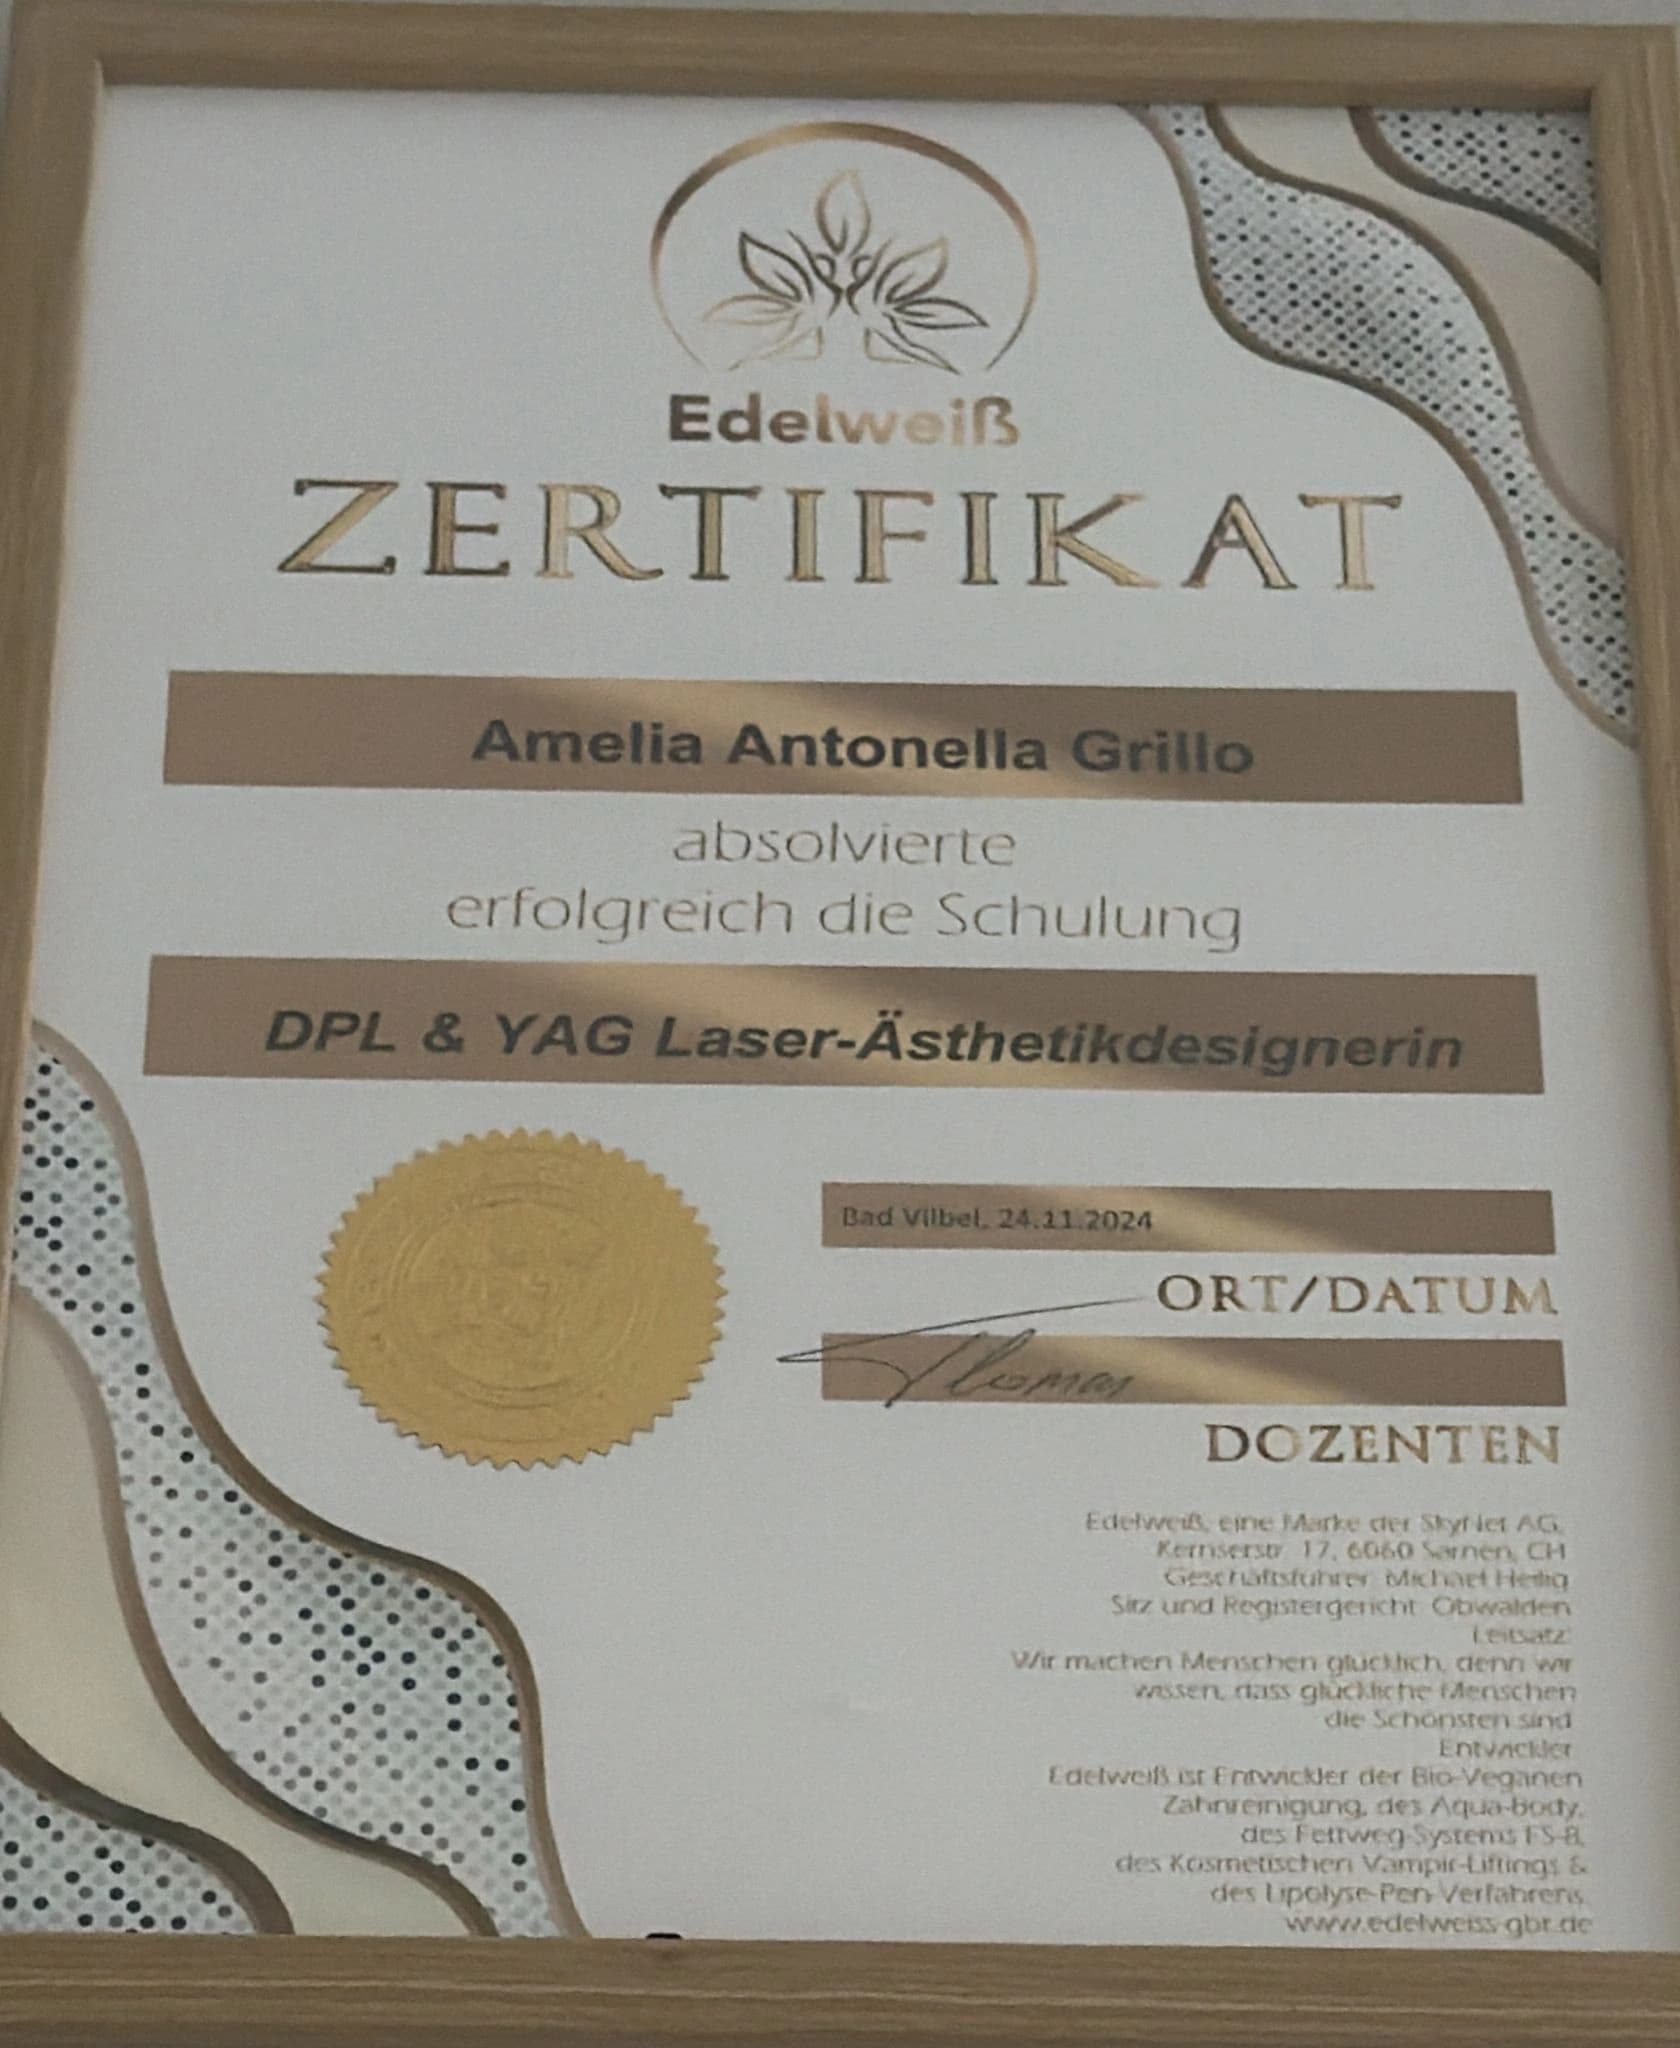 Edelweiß
ZERTIFIKAT
Amelia Antonella Grillo
absolvierte
erfolgreich die Schulung
DPL & YAG Laser-Ästhetikdesignerin
Bad Vilbel, 24.11.2024
ORT/DATUM
Thomas
DOZENTEN
Edelweiß, eine Marke der SkyNet AG,
Kernserstr. 17, 6060 Sarnen, CH
Geschäftsführer: Michael Heilig
Sitz und Registergericht: Obwalden
Leitsatz:
Wir machen Menschen glücklich, denn wir
wissen, dass glückliche Menschen
die Schönsten sind
Entwickler
Edelweiß ist Entwickler der Bio-Veganen
Zahnreinigung, des Aqua-Body,
des Fettweg-Systems FS-8,
des Kosmetischen Vampir-Liftings &
des Lipolyse-Pen-Verfahrens.
www.edelweiss-gbr.de